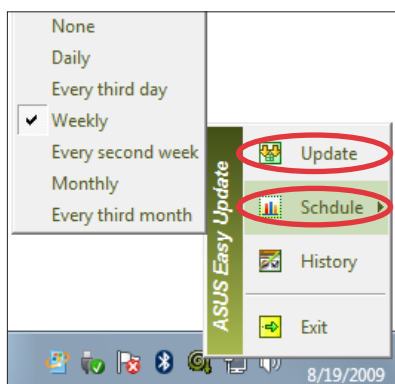 None
Daily
Every third day
Weekly
Every second week
Monthly
Every third month
ASUS Easy Update
Update
Schdule
History
Exit
8/19/2009